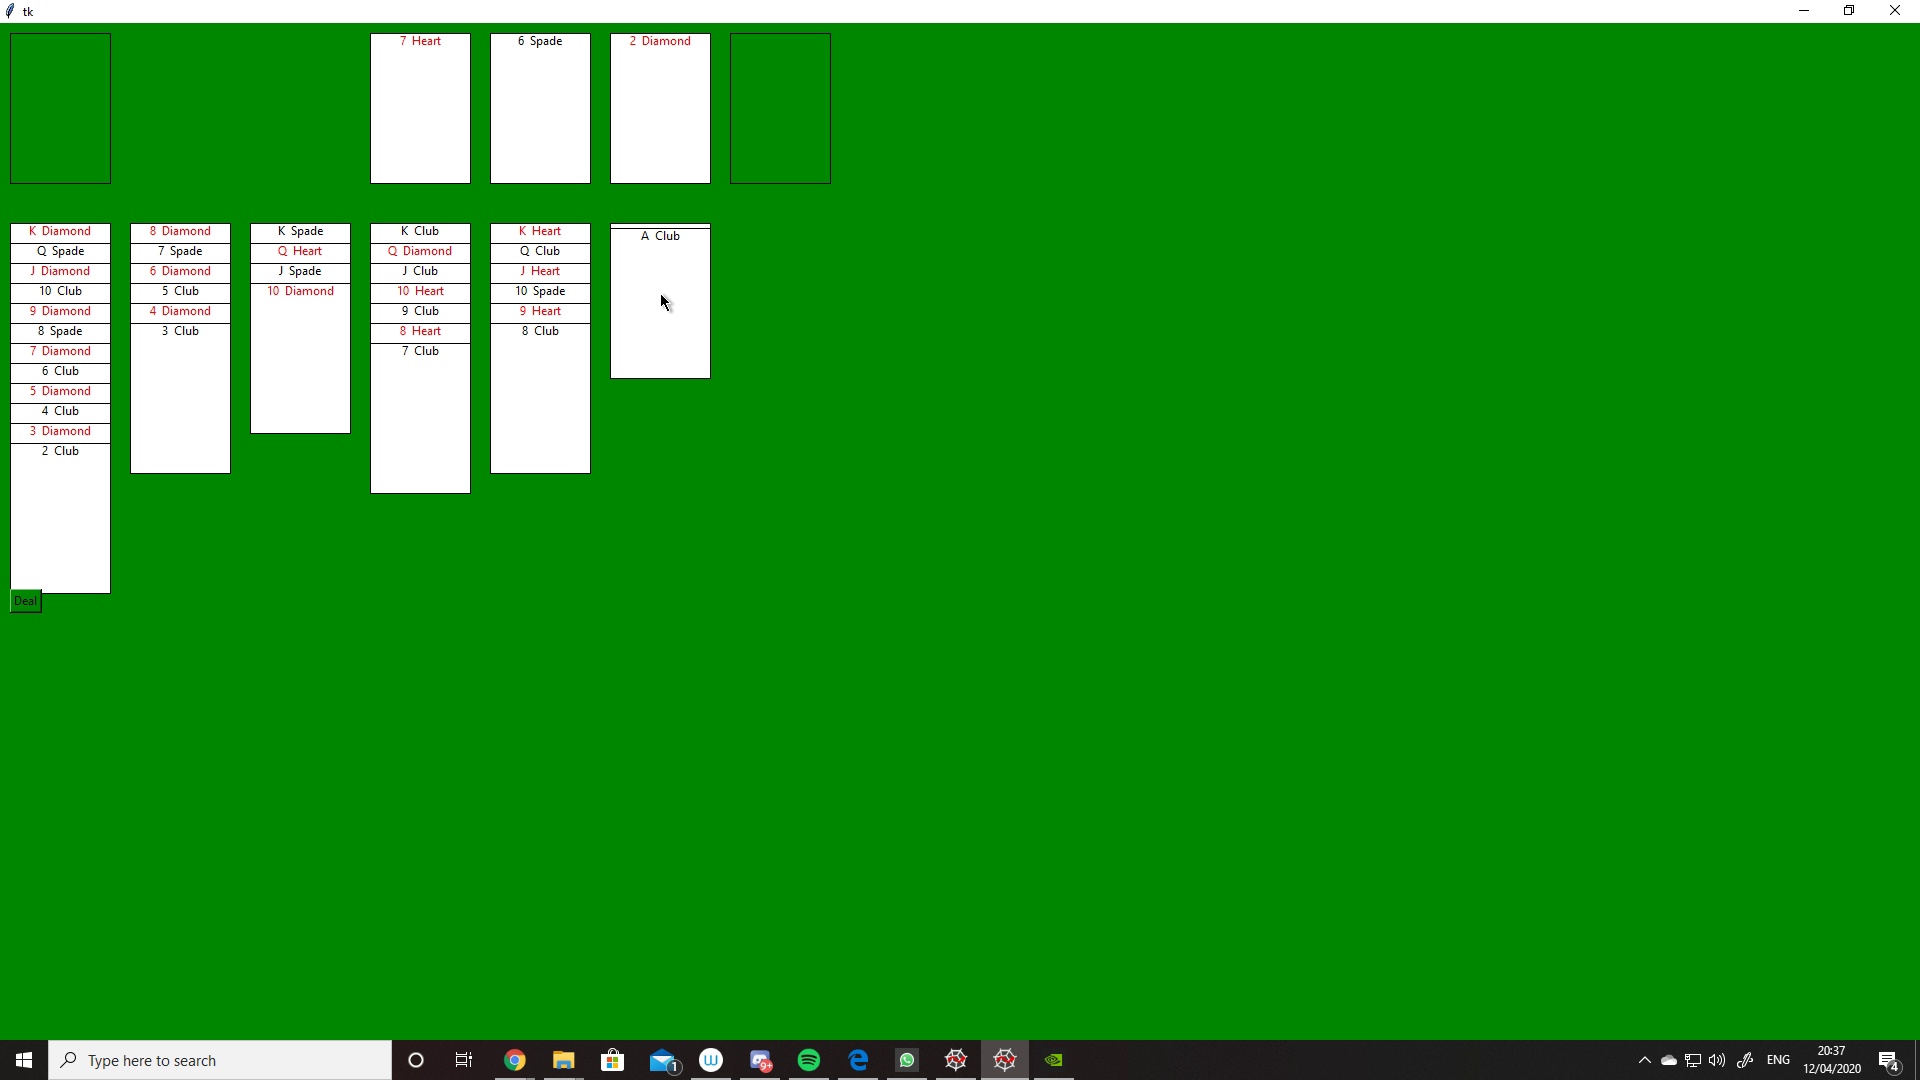 tk
7 Heart
6 Spade
2 Diamond
K Diamond
Q Spade
J Diamond
10 Club
9 Diamond
8 Spade
7 Diamond
6 Club
5 Diamond
4 Club
3 Diamond
2 Club
8 Diamond
7 Spade
6 Diamond
5 Club
4 Diamond
3 Club
K Spade
Q Heart
J Spade
10 Diamond
K Club
Q Diamond
J Club
10 Heart
9 Club
8 Heart
7 Club
K Heart
Q Club
J Heart
10 Spade
9 Heart
8 Club
A Club
Deal
Type here to search
1
W
9+
ENG
20:37
12/04/2020
4